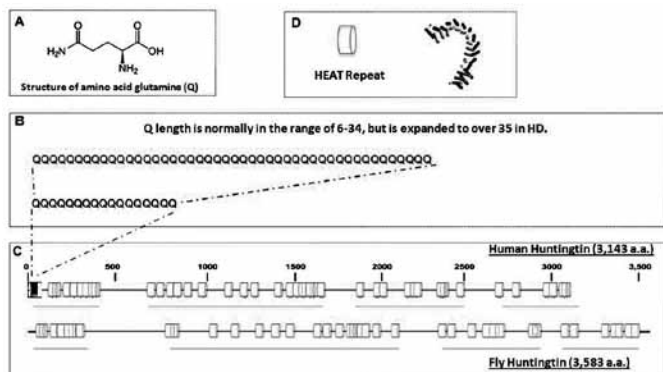 A
O
O
H₂N
OH
NH₂
Structure of amino acid glutamine (Q)
D
HEAT Repeat
B
Q length is normally in the range of 6-34, but is expanded to over 35 in HD.
QQQQQQQQQQQQQQQQQQQQQQQQQQQQQQQQQQQQQQQQQQQQQQQ
QQQQQQQQQQQQQQQQQ
C
Human Huntingtin (3,143 a.a.)
0 500 1000 1500 2000 2500 3000 3,500
Fly Huntingtin (3,583 a.a.)